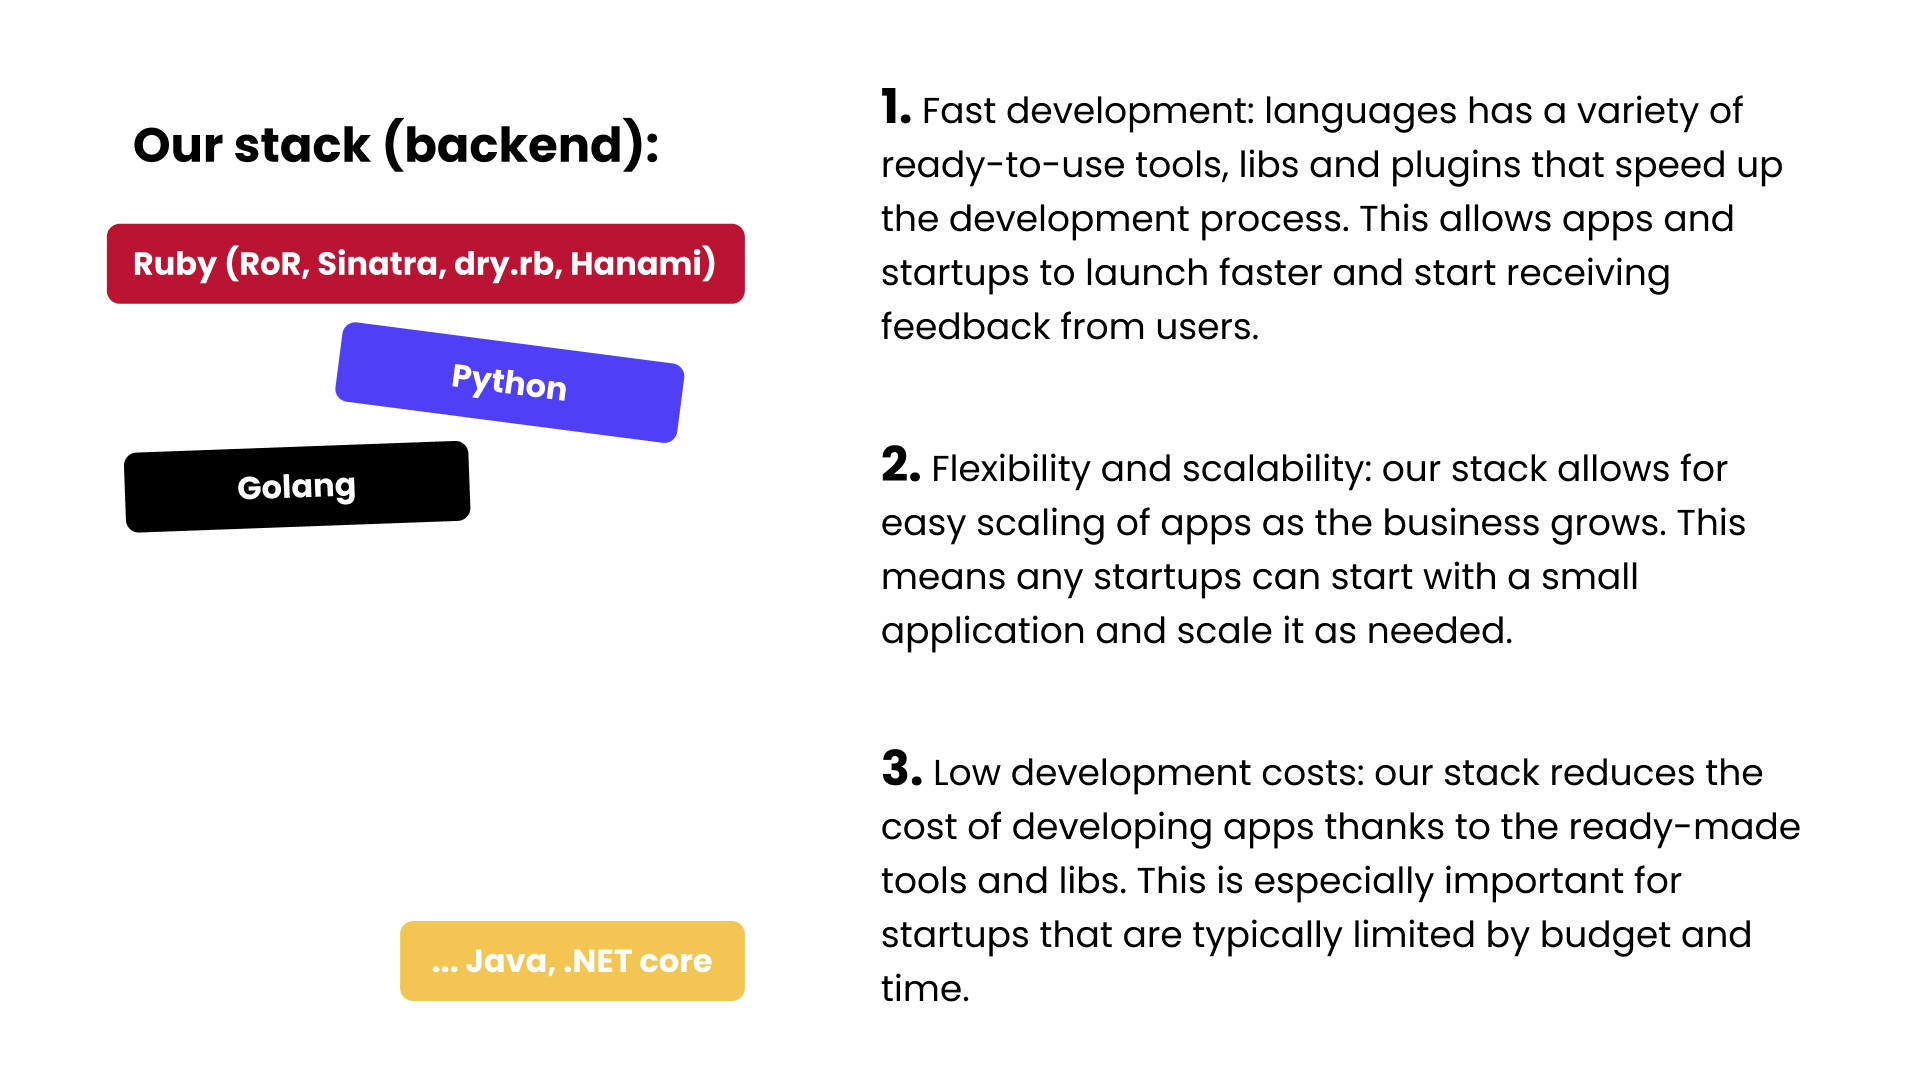 Our stack (backend):
Ruby (RoR, Sinatra, dry.rb, Hanami)
Python
Golang
... Java, .NET core
1. Fast development: languages has a variety of
ready-to-use tools, libs and plugins that speed up
the development process. This allows apps and
startups to launch faster and start receiving
feedback from users.
2. Flexibility and scalability: our stack allows for
easy scaling of apps as the business grows. This
means any startups can start with a small
application and scale it as needed.
3. Low development costs: our stack reduces the
cost of developing apps thanks to the ready-made
tools and libs. This is especially important for
startups that are typically limited by budget and
time.